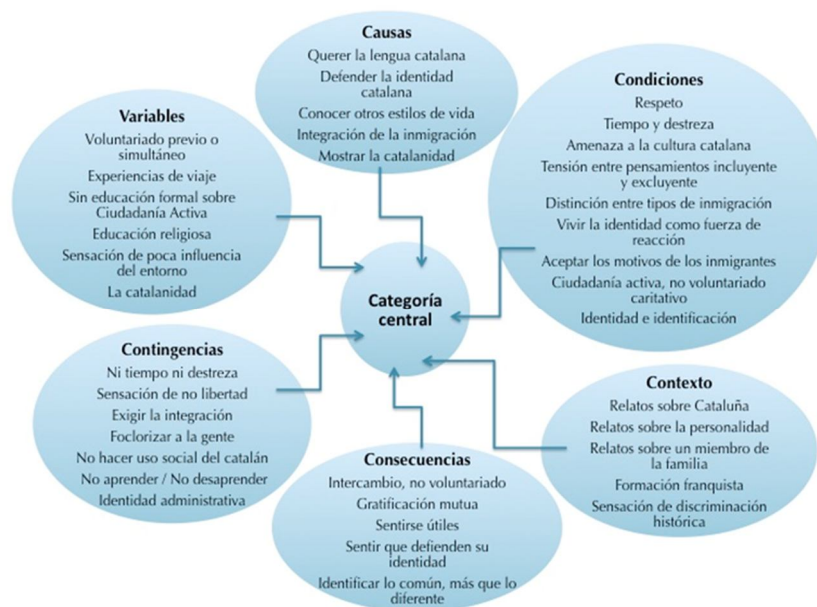 Causas
Querer la lengua catalana
Defender la identidad
catalana
Conocer otros estilos de vida
Integración de la inmigración
Mostrar la catalanidad
Condiciones
Respeto
Tiempo y destreza
Amenaza a la cultura catalana
Tensión entre pensamientos incluyente
y excluyente
Distinción entre tipos de inmigración
Vivir la identidad como fuerza de
reacción
Aceptar los motivos de los inmigrantes
Ciudadanía activa, no voluntariado
caritativo
Identidad e identificación
Variables
Voluntariado previo o
simultáneo
Experiencias de viaje
Sin educación formal sobre
Ciudadanía Activa
Educación religiosa
Sensación de poca influencia
del entorno
La catalanidad
Categoría
central
Contingencias
Ni tiempo ni destreza
Sensación de no libertad
Exigir la integración
Foclorizar a la gente
No hacer uso social del catalán
No aprender / No desaprender
Identidad administrativa
Consecuencias
Intercambio, no voluntariado
Gratificación mutua
Sentirse útiles
Sentir que defienden su
identidad
Identificar lo común, más que lo
diferente
Contexto
Relatos sobre Cataluña
Relatos sobre la personalidad
Relatos sobre un miembro de
la familia
Formación franquista
Sensación de discriminación
histórica